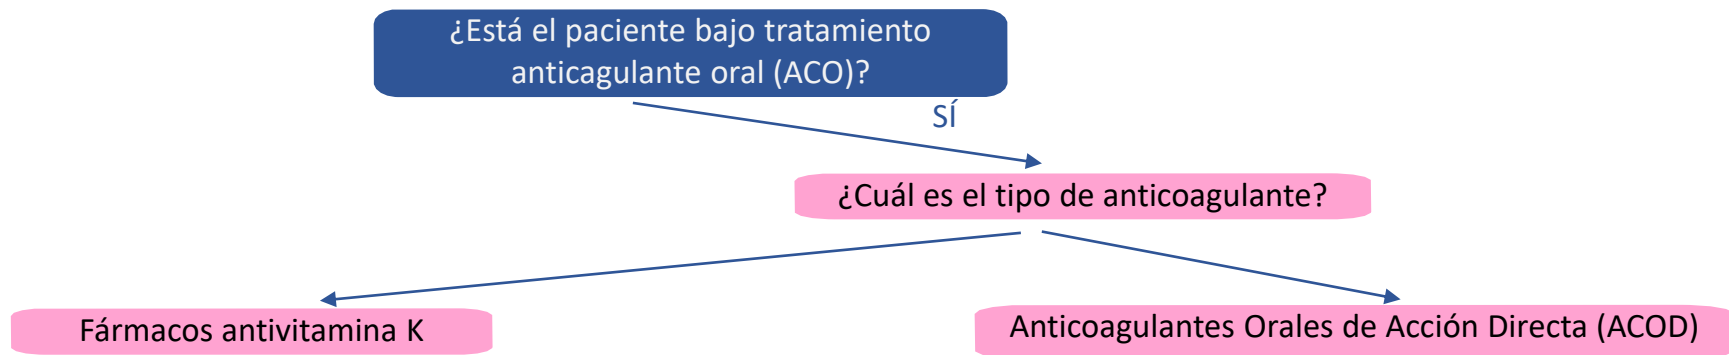 ¿Está el paciente bajo tratamiento
anticagulante oral (ACO)?
SÍ
¿Cuál es el tipo de anticoagulante?
Fármacos antivitamina K
Anticoagulantes Orales de Acción Directa (ACOD)